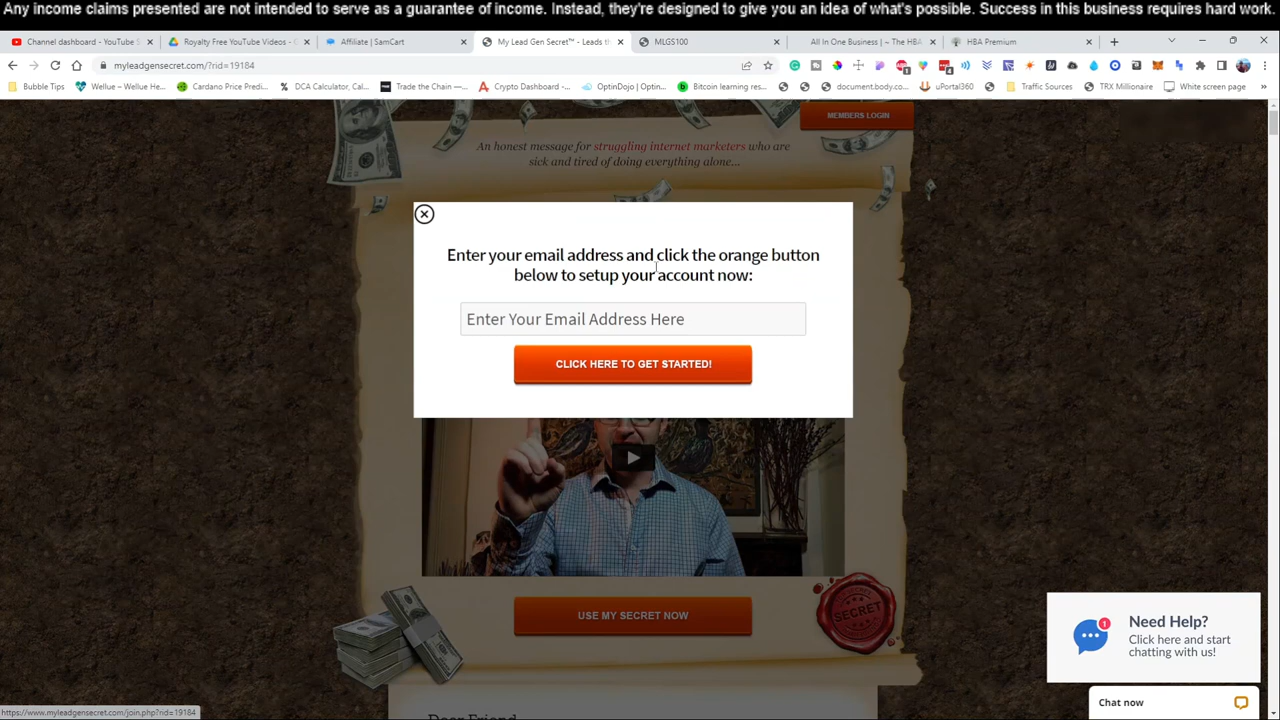 Any income claims presented are not intended to serve as a guarantee of income. Instead, they're designed to give you an idea of what's possible. Success in this business requires hard work.
Channel dashboard - YouTube S
Royalty Free YouTube Videos - G
Affiliate | SamCart
My Lead Gen Secret™ - Leads th
MLGS100
All In One Business | ~ The HBA
HBA Premium
myleadgensecret.com/?rid=19184
Bubble Tips
Wellue – Wellue He...
Cardano Price Predi...
DCA Calculator, Cal...
Trade the Chain —...
Crypto Dashboard -...
OptinDojo | Optin...
Bitcoin learning res...
document.body.co...
uPortal360
Traffic Sources
TRX Millionaire
White screen page
MEMBERS LOGIN
An honest message for struggling internet marketers who are
sick and tired of doing everything alone...
Enter your email address and click the orange button
below to setup your account now:
Enter Your Email Address Here
CLICK HERE TO GET STARTED!
USE MY SECRET NOW
SECRET
Need Help?
1
Click here and start
chatting with us!
Dear Friend
Chat now
https://www.myleadgensecret.com/join.php?rid=19184